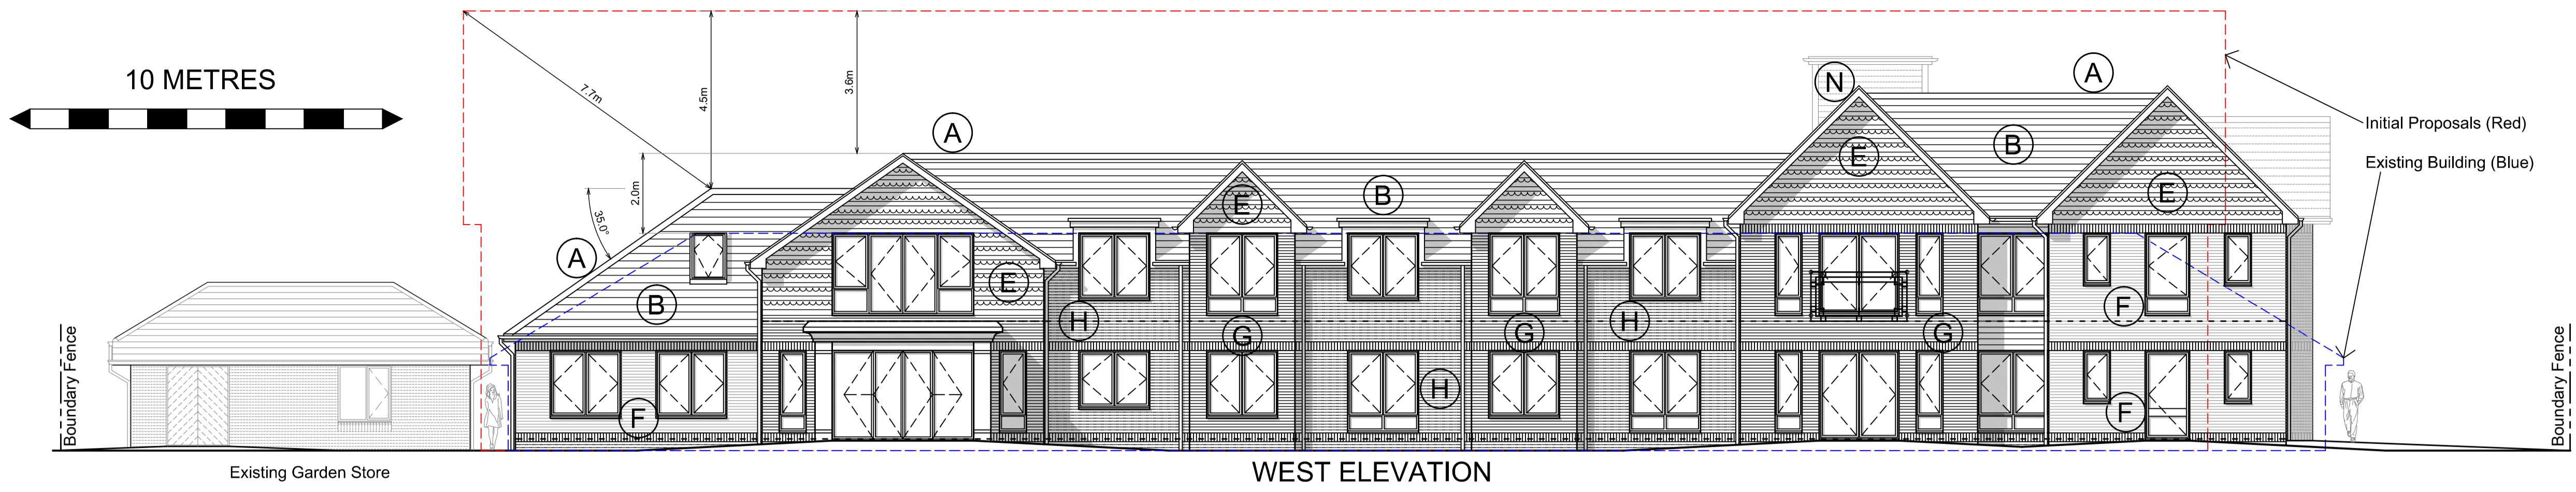 10 METRES
7.7m
4.5m
3.6m
2.0m
35.0°
A
A
A
N
B
B
B
E
E
E
E
E
H
H
H
G
G
G
F
F
F
Initial Proposals (Red)
Existing Building (Blue)
Boundary Fence
Boundary Fence
Existing Garden Store
WEST ELEVATION